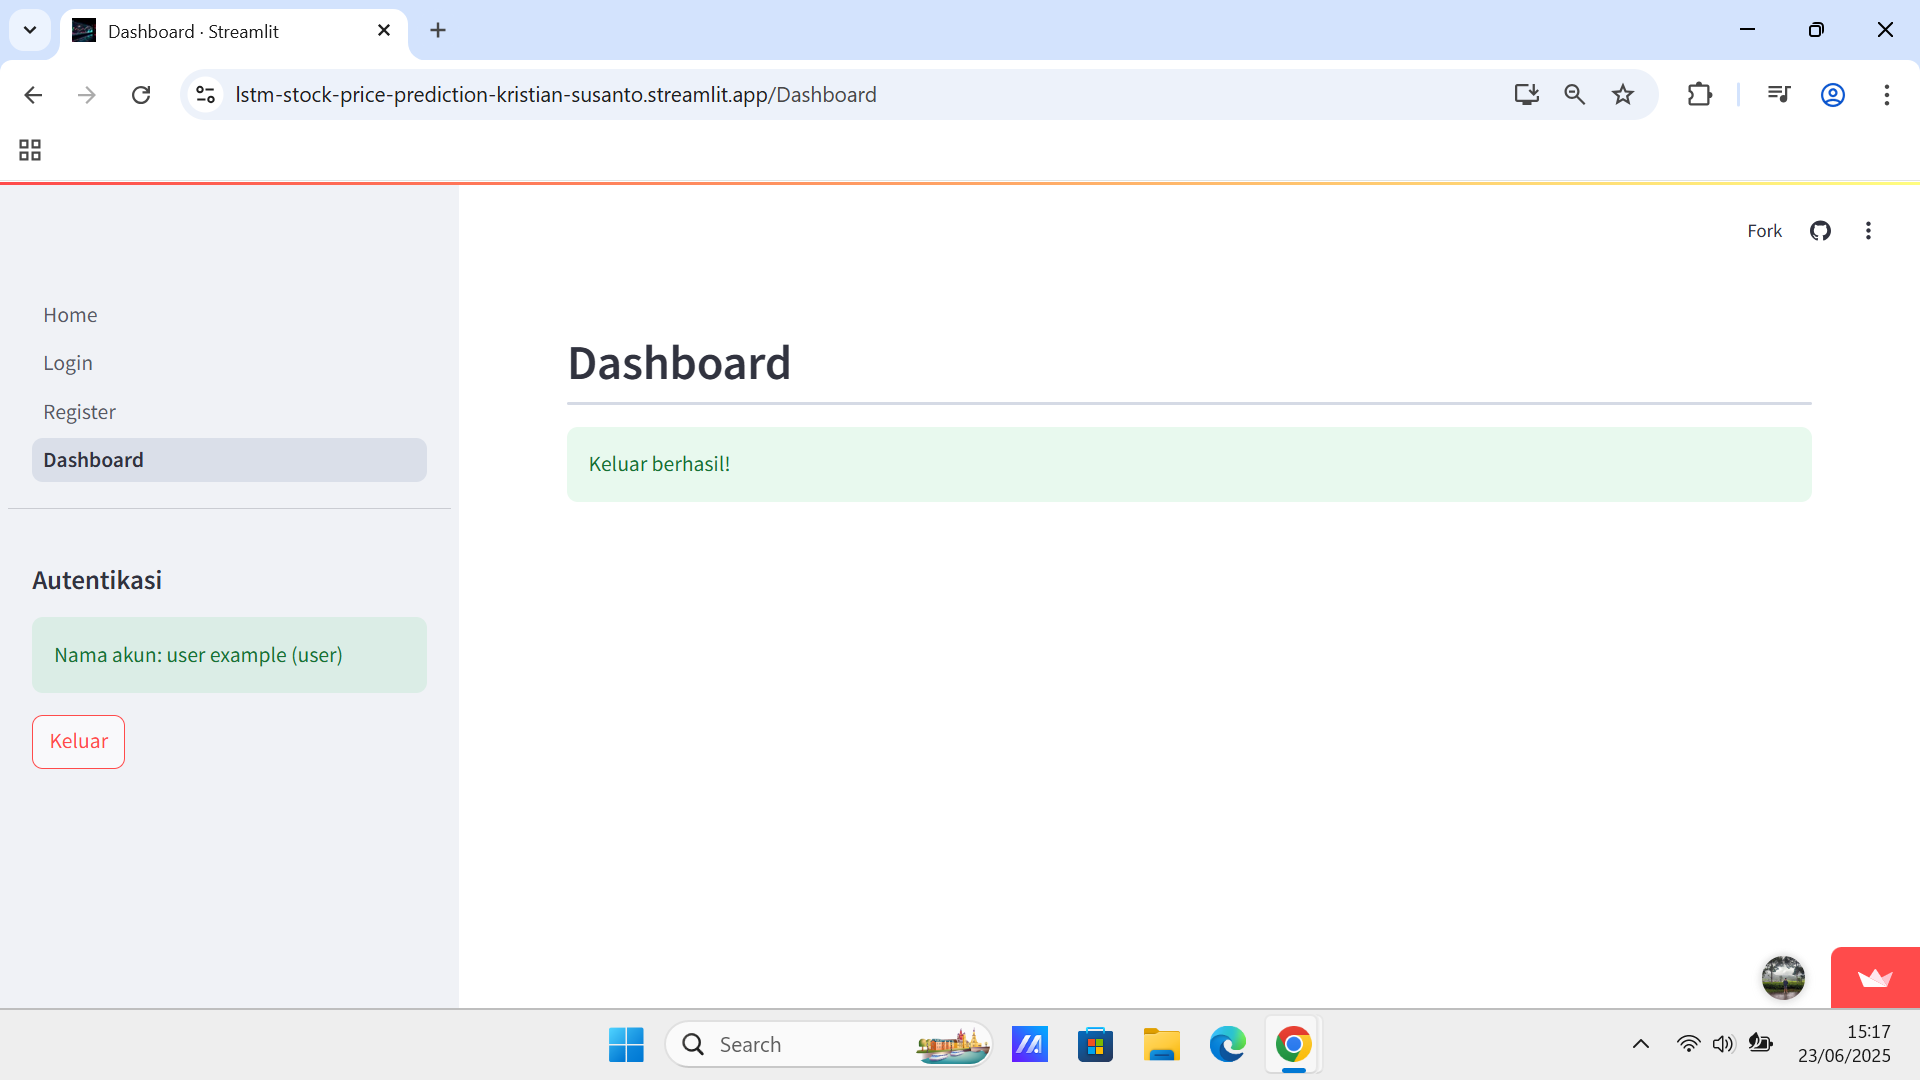 Dashboard · Streamlit
lstm-stock-price-prediction-kristian-susanto.streamlit.app/Dashboard
Fork
Home
Login
Register
Dashboard
Autentikasi
Nama akun: user example (user)
Keluar
Dashboard
Keluar berhasil!
Search
15:17
23/06/2025